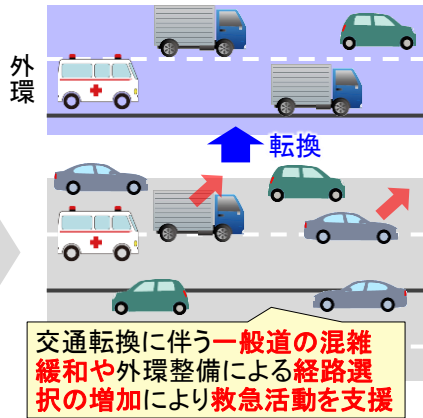 外環
転換
交通転換に伴う一般道の混雑
緩和や外環整備による経路選
択の増加により救急活動を支援